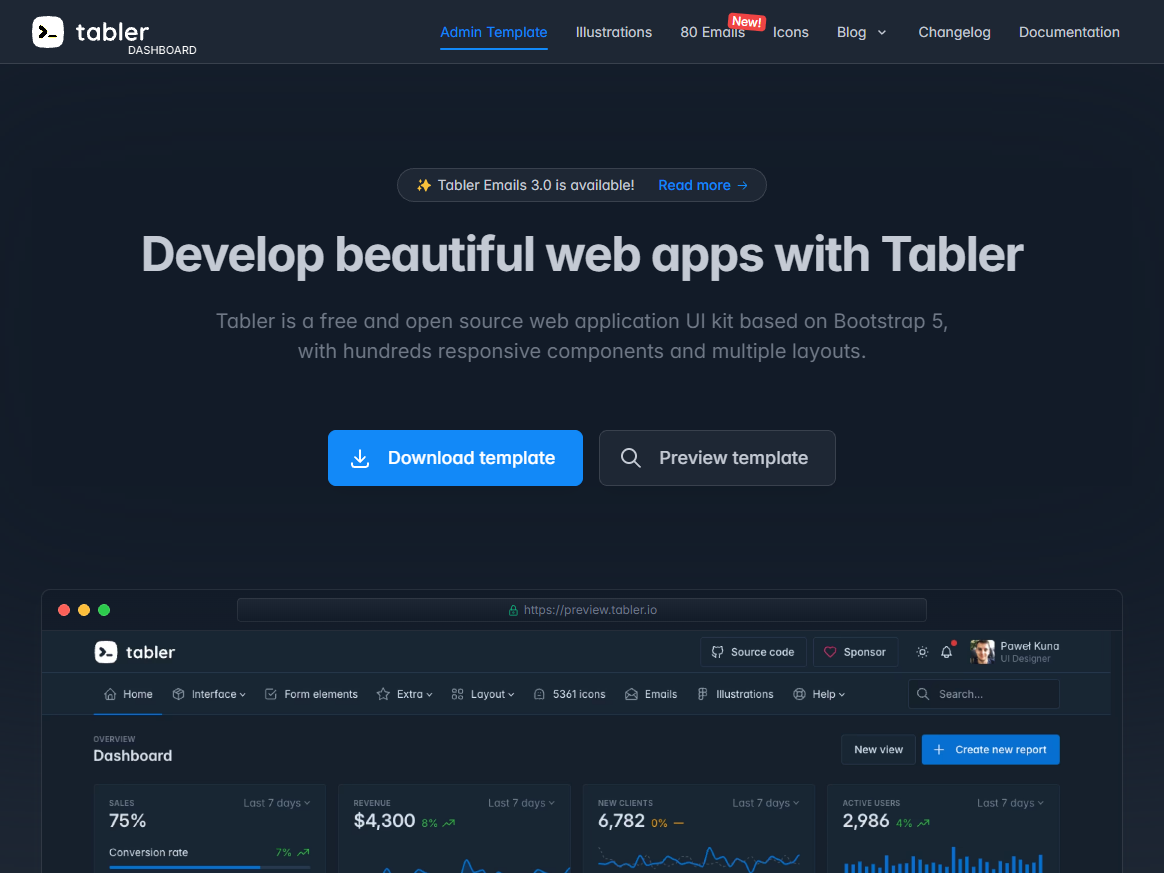 tabler
DASHBOARD
Admin Template
Illustrations
80 Emails
New!
Icons
Blog
Changelog
Documentation
✨ Tabler Emails 3.0 is available! Read more →
Develop beautiful web apps with Tabler
Tabler is a free and open source web application UI kit based on Bootstrap 5,
with hundreds responsive components and multiple layouts.
Download template
Preview template
https://preview.tabler.io
tabler
Source code
Sponsor
Paweł Kuna
UI Designer
Home
Interface
Form elements
Extra
Layout
5361 icons
Emails
Illustrations
Help
Search…
OVERVIEW
Dashboard
New view
Create new report
SALES
Last 7 days
75%
Conversion rate
7%
REVENUE
Last 7 days
$4,300 8%
NEW CLIENTS
Last 7 days
6,782 0%
ACTIVE USERS
Last 7 days
2,986 4%